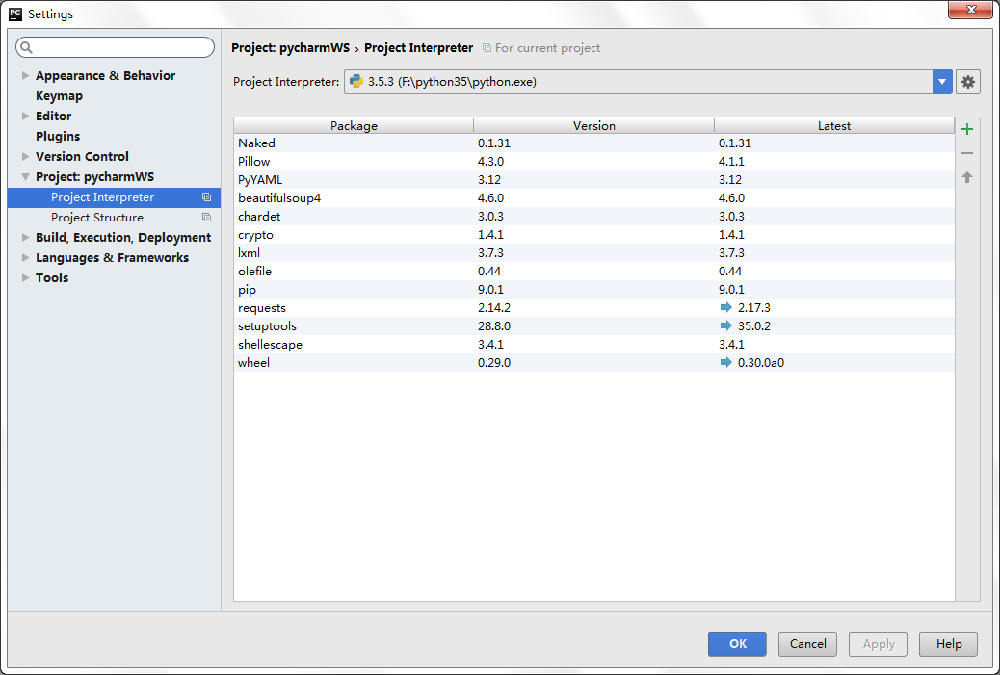 PC Settings
Project: pycharmWS › Project Interpreter For current project
Appearance & Behavior
Keymap
Editor
Plugins
Version Control
Project: pycharmWS
Project Interpreter
Project Structure
Build, Execution, Deployment
Languages & Frameworks
Tools
Project Interpreter: 3.5.3 (F:\python35\python.exe)
Package Version Latest
Naked 0.1.31 0.1.31
Pillow 4.3.0 4.1.1
PyYAML 3.12 3.12
beautifulsoup4 4.6.0 4.6.0
chardet 3.0.3 3.0.3
crypto 1.4.1 1.4.1
lxml 3.7.3 3.7.3
olefile 0.44 0.44
pip 9.0.1 9.0.1
requests 2.14.2 2.17.3
setuptools 28.8.0 35.0.2
shellescape 3.4.1 3.4.1
wheel 0.29.0 0.30.0a0
OK Cancel Apply Help